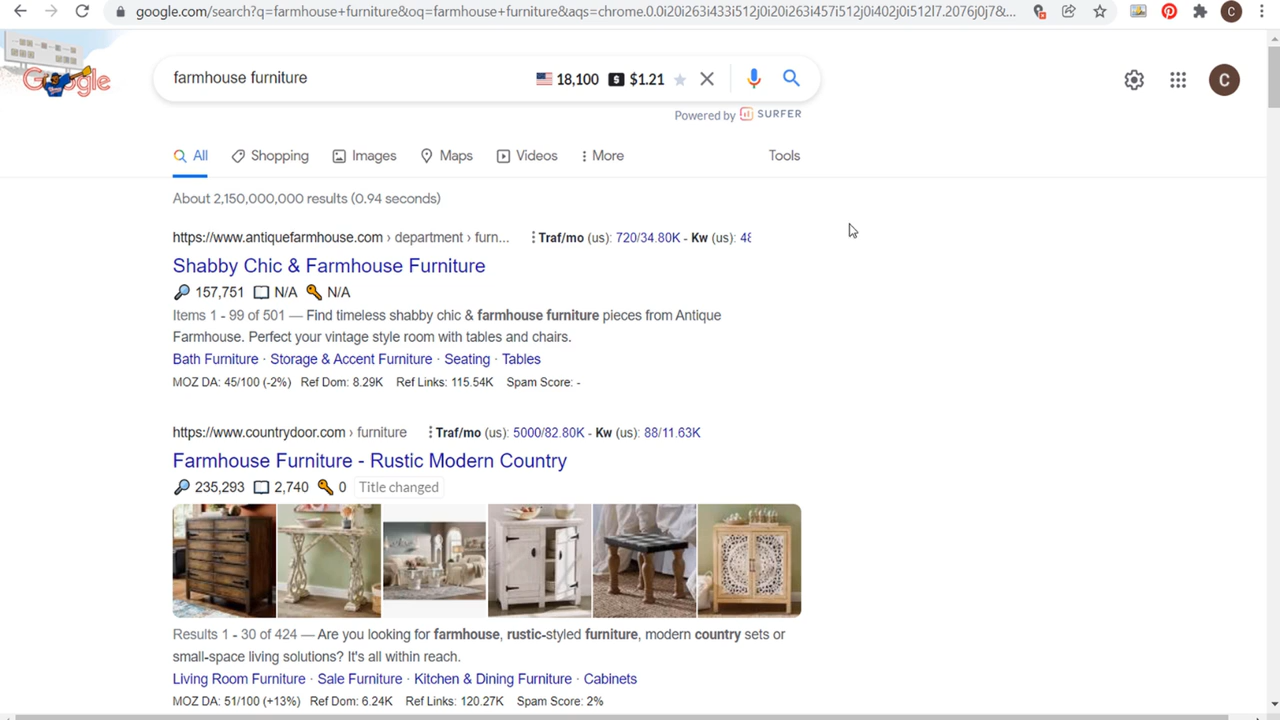 google.com/search?q=farmhouse+furniture&oq=farmhouse+furniture&aqs=chrome.0.0i20i263i433i512j0i20i263i457i512j0i402j0i512l7.2076j0j7&...
C
Google
farmhouse furniture
18,100
$ $1.21
C
Powered by SURFER
All
Shopping
Images
Maps
Videos
More
Tools
About 2,150,000,000 results (0.94 seconds)
https://www.antiquefarmhouse.com › department › furn... Traf/mo (us): 720/34.80K - Kw (us): 48
Shabby Chic & Farmhouse Furniture
157,751 N/A N/A
Items 1 - 99 of 501 — Find timeless shabby chic & farmhouse furniture pieces from Antique
Farmhouse. Perfect your vintage style room with tables and chairs.
Bath Furniture · Storage & Accent Furniture · Seating · Tables
MOZ DA: 45/100 (-2%) Ref Dom: 8.29K Ref Links: 115.54K Spam Score: -
https://www.countrydoor.com › furniture Traf/mo (us): 5000/82.80K - Kw (us): 88/11.63K
Farmhouse Furniture - Rustic Modern Country
235,293 2,740 0 Title changed
Results 1 - 30 of 424 — Are you looking for farmhouse, rustic-styled furniture, modern country sets or
small-space living solutions? It's all within reach.
Living Room Furniture · Sale Furniture · Kitchen & Dining Furniture · Cabinets
MOZ DA: 51/100 (+13%) Ref Dom: 6.24K Ref Links: 120.27K Spam Score: 2%